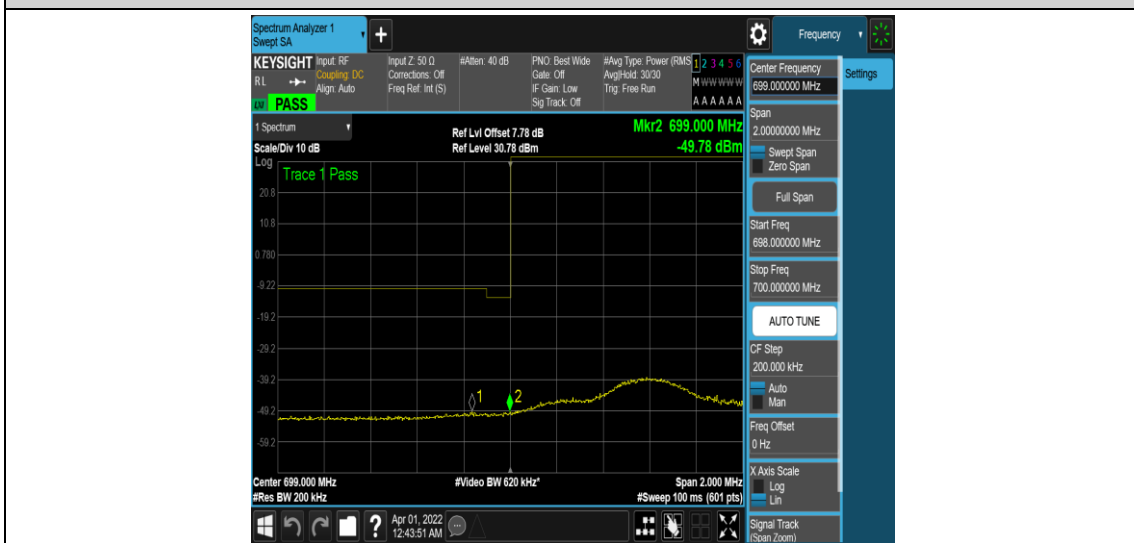 Spectrum Analyzer 1
Swept SA
+
Frequency
KEYSIGHT
RL
LXI PASS
Input: RF
Coupling: DC
Align: Auto
Input Z: 50 Ω
Corrections: Off
Freq Ref: Int (S)
#Atten: 40 dB
PNO: Best Wide
Gate: Off
IF Gain: Low
Sig Track: Off
#Avg Type: Power (RMS
Avg|Hold: 30/30
Trig: Free Run
1 2 3 4 5 6
M W W W W W
A A A A A A
1 Spectrum
Scale/Div 10 dB
Ref Lvl Offset 7.78 dB
Ref Level 30.78 dBm
Mkr2 699.000 MHz
-49.78 dBm
Log
Trace 1 Pass
20.8
10.8
0.780
-9.22
-19.2
-29.2
-39.2
-49.2
-59.2
1
2
Center 699.000 MHz
#Video BW 620 kHz*
Span 2.000 MHz
#Res BW 200 kHz
#Sweep 100 ms (601 pts)
?
Apr 01, 2022
12:43:51 AM
Center Frequency
699.000000 MHz
Settings
Span
2.00000000 MHz
Swept Span
Zero Span
Full Span
Start Freq
698.000000 MHz
Stop Freq
700.000000 MHz
AUTO TUNE
CF Step
200.000 kHz
Auto
Man
Freq Offset
0 Hz
X Axis Scale
Log
Lin
Signal Track
(Span Zoom)